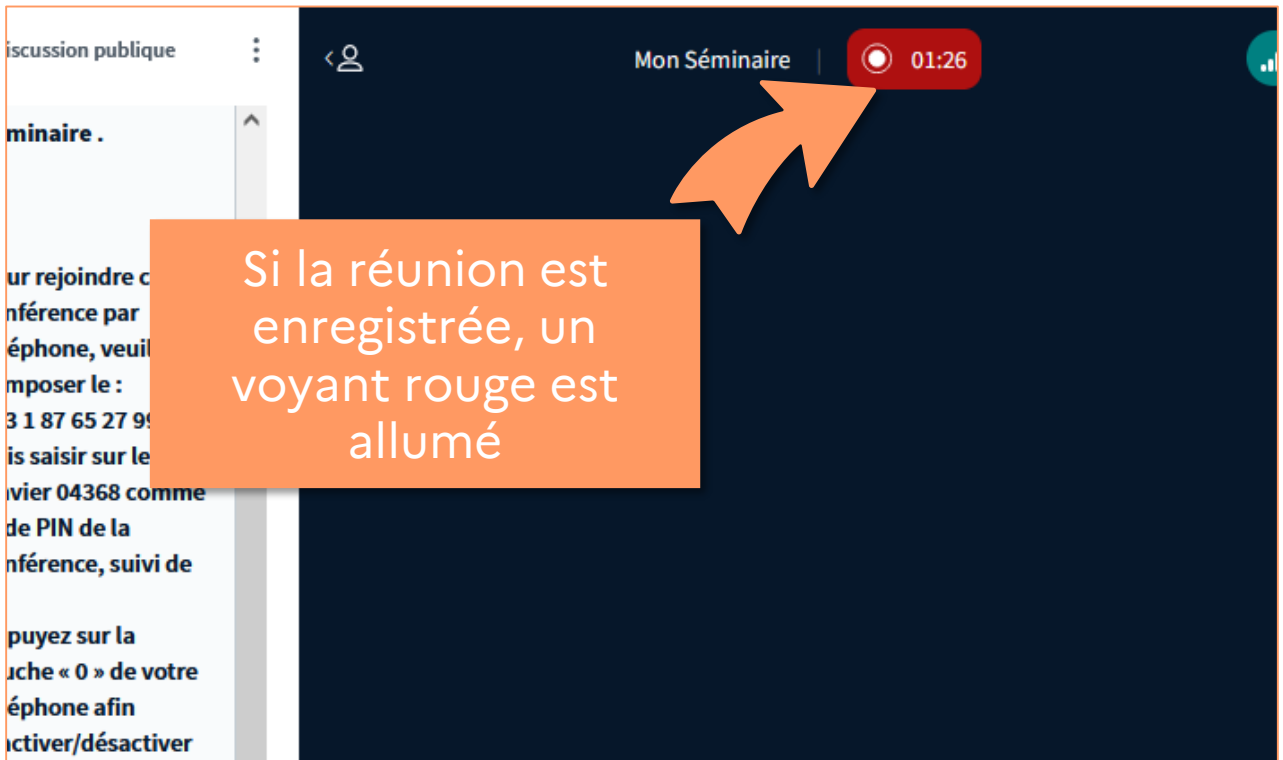 iscussion publique
Mon Séminaire
01:26
minaire .
ur rejoindre c
nférence par
éphone, veuil
mposer le :
3 1 87 65 27 99
is saisir sur le
vier 04368 comme
de PIN de la
nférence, suivi de
puyez sur la
uche « 0 » de votre
éphone afin
activer/désactiver
Si la réunion est
enregistrée, un
voyant rouge est
allumé